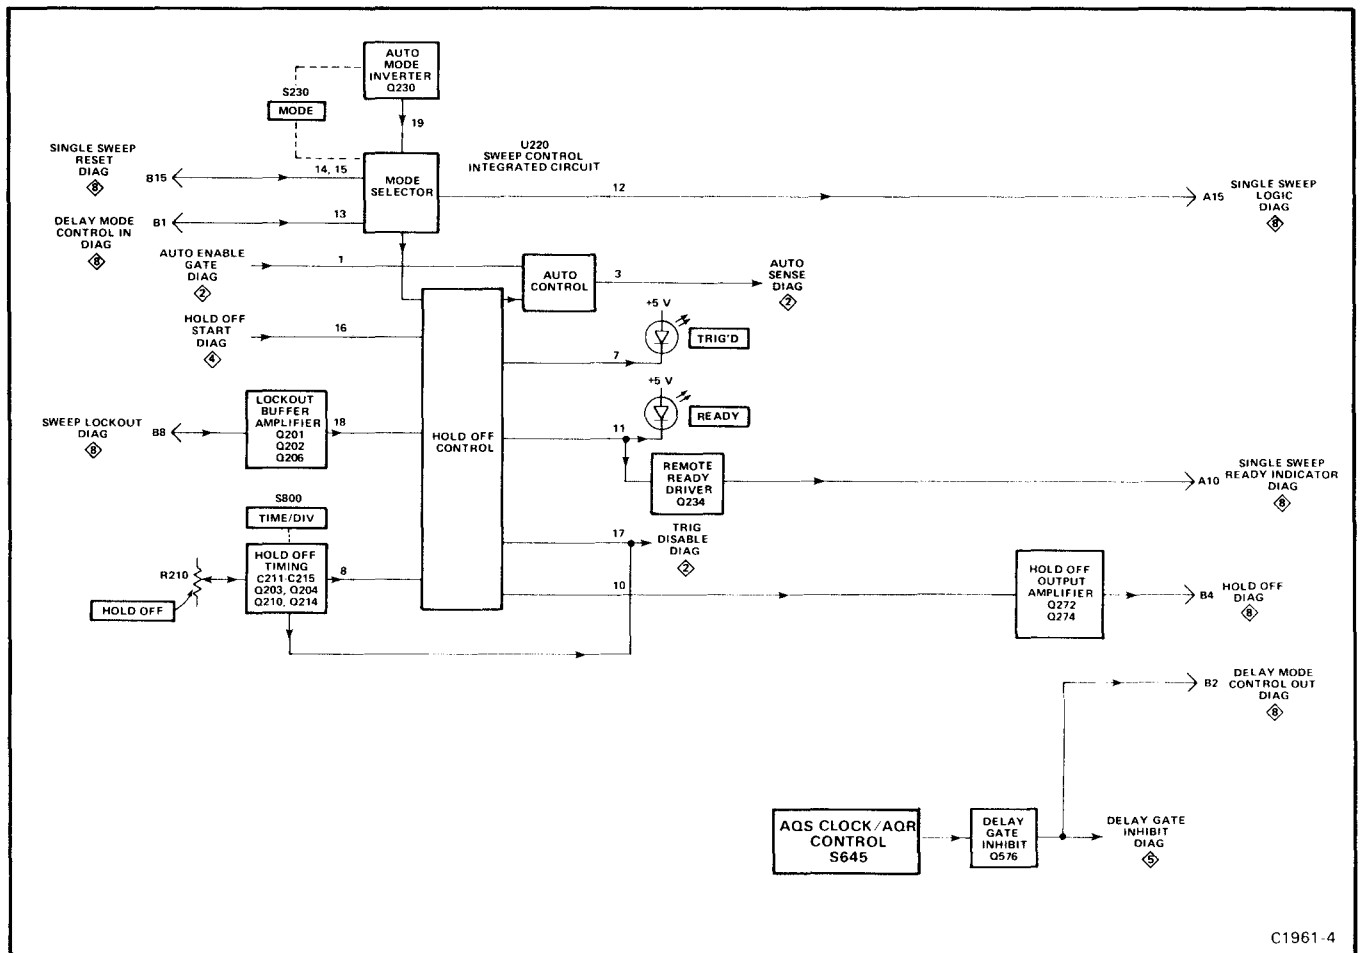 AUTO
MODE
INVERTER
Q230
S230
MODE
19
U220
SWEEP CONTROL
INTEGRATED CIRCUIT
SINGLE SWEEP
RESET
DIAG
8
B15
14, 15
MODE
SELECTOR
12
A15
SINGLE SWEEP
LOGIC
DIAG
8
DELAY MODE
CONTROL IN
DIAG
8
B1
13
AUTO ENABLE
GATE
DIAG
2
1
AUTO
CONTROL
3
AUTO
SENSE
DIAG
2
HOLD OFF
START
DIAG
4
16
+5 V
TRIG'D
7
+5 V
READY
SWEEP LOCKOUT
DIAG
8
B8
LOCKOUT
BUFFER
AMPLIFIER
Q201
Q202
Q206
18
HOLD OFF
CONTROL
11
REMOTE
READY
DRIVER
Q234
A10
SINGLE SWEEP
READY INDICATOR
DIAG
8
S800
TIME/DIV
17
TRIG
DISABLE
DIAG
2
R210
HOLD OFF
HOLD OFF
TIMING
C211-C215
Q203, Q204
Q210, Q214
8
10
HOLD OFF
OUTPUT
AMPLIFIER
Q272
Q274
B4
HOLD OFF
DIAG
8
B2
DELAY MODE
CONTROL OUT
DIAG
8
AQS CLOCK/AQR
CONTROL
S645
DELAY
GATE
INHIBIT
Q576
DELAY GATE
INHIBIT
DIAG
5
C1961-4